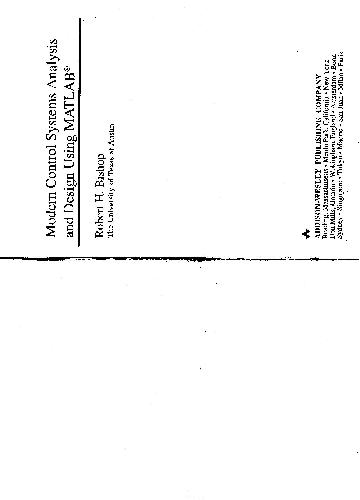 Modern Control Systems Analysis
and Design Using MATLAB®
Robert H. Bishop
The University of Texas at Austin
ADDISON-WESLEY PUBLISHING COMPANY
Reading, Massachusetts • Menlo Park, California • New York
Don Mills, Ontario • Wokingham, England • Amsterdam • Bonn
Sydney • Singapore • Tokyo • Madrid • San Juan • Milan • Paris